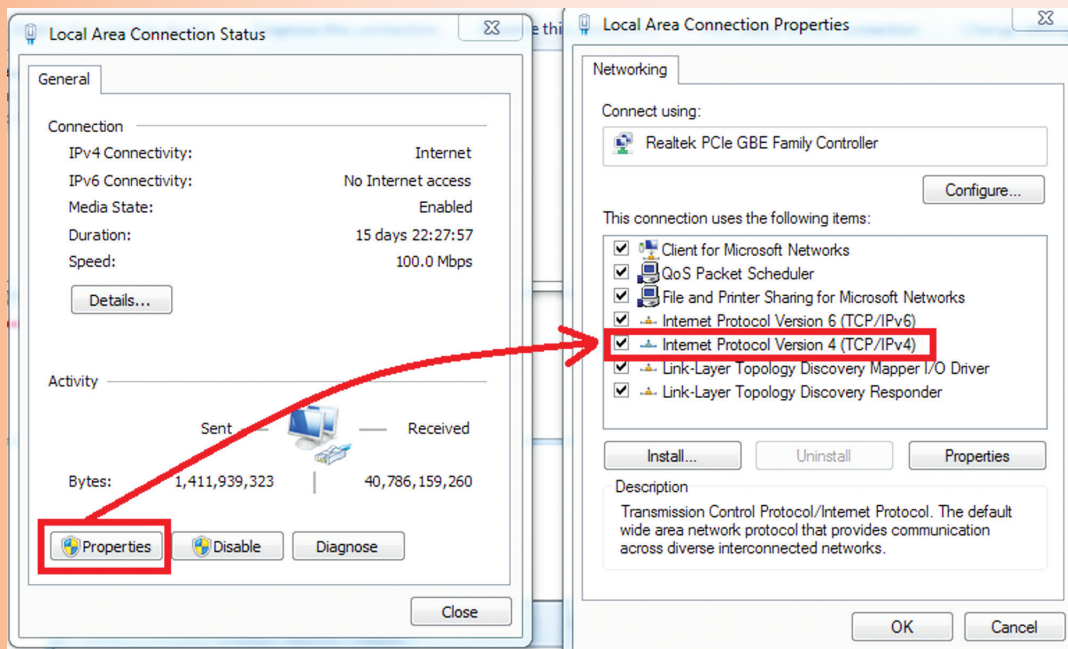 Local Area Connection Status
General
Connection
IPv4 Connectivity: Internet
IPv6 Connectivity: No Internet access
Media State: Enabled
Duration: 15 days 22:27:57
Speed: 100.0 Mbps
Details...
Activity
Sent Received
Bytes: 1,411,939,323 40,786,159,260
Properties Disable Diagnose
Close
e thi
Local Area Connection Properties
Networking
Connect using:
Realtek PCIe GBE Family Controller
Configure...
This connection uses the following items:
Client for Microsoft Networks
QoS Packet Scheduler
File and Printer Sharing for Microsoft Networks
Internet Protocol Version 6 (TCP/IPv6)
Internet Protocol Version 4 (TCP/IPv4)
Link-Layer Topology Discovery Mapper I/O Driver
Link-Layer Topology Discovery Responder
Install... Uninstall Properties
Description
Transmission Control Protocol/Internet Protocol. The default
wide area network protocol that provides communication
across diverse interconnected networks.
OK Cancel